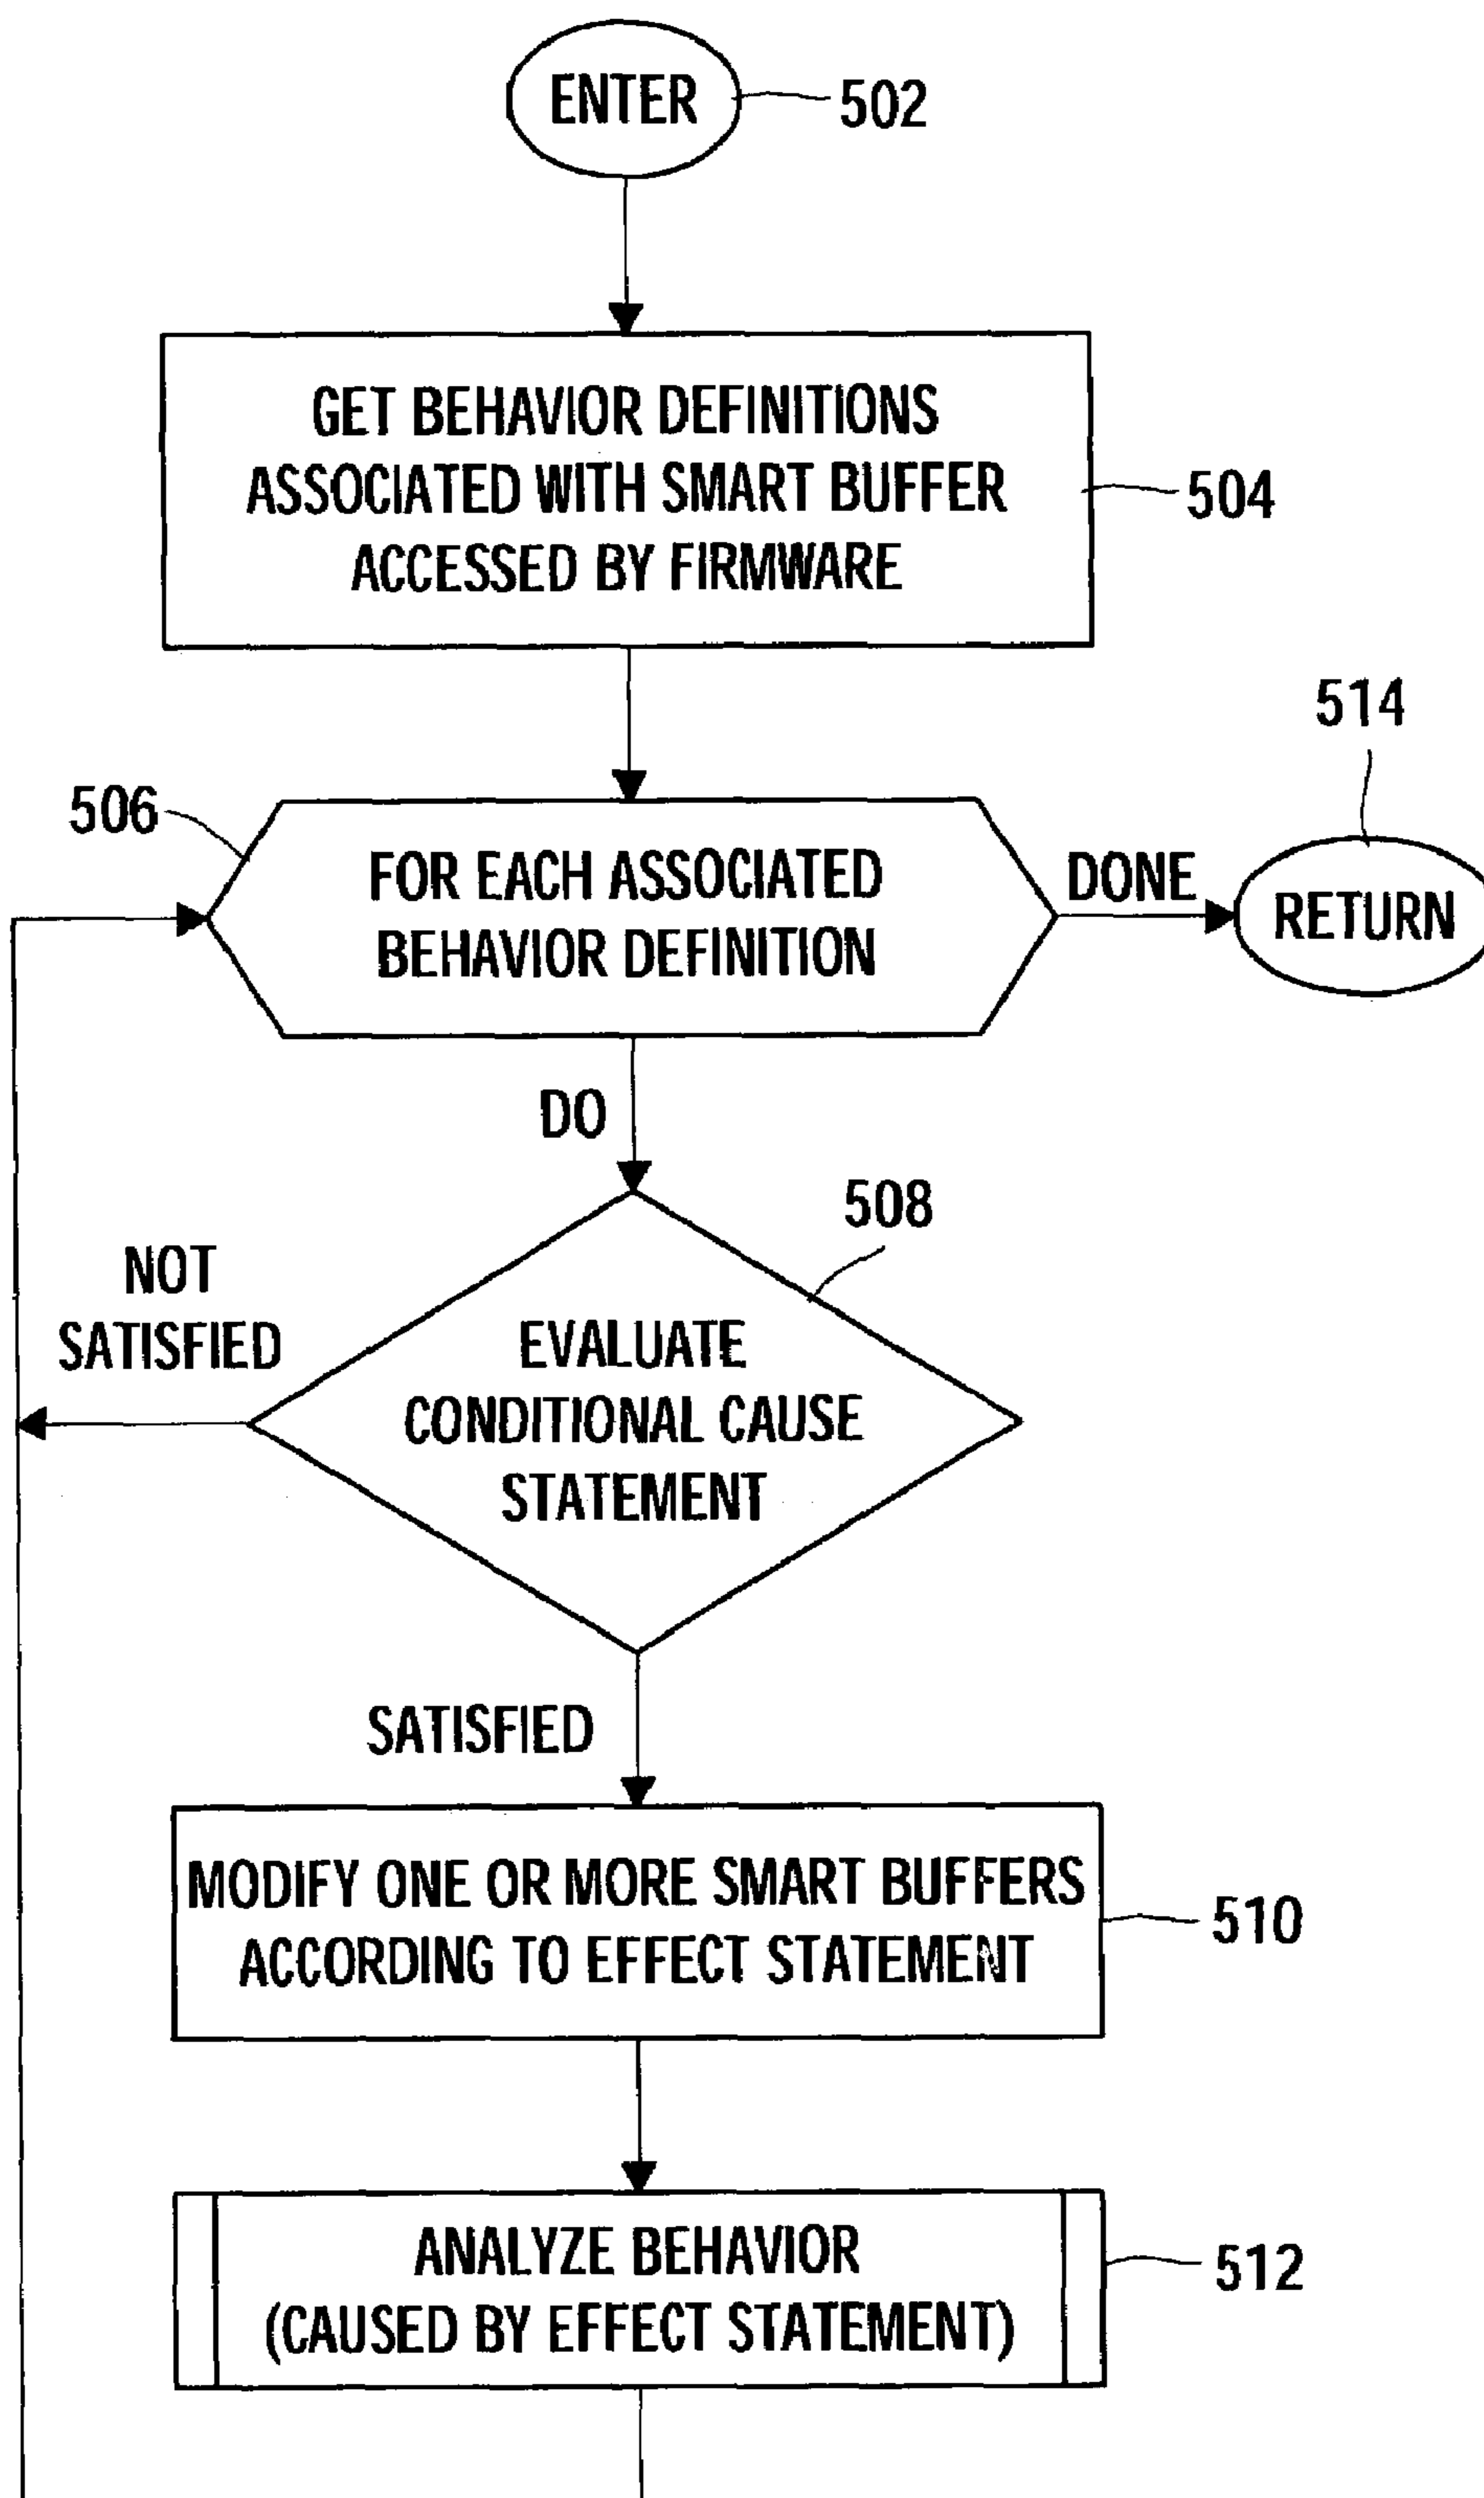 ENTER
502
GET BEHAVIOR DEFINITIONS
ASSOCIATED WITH SMART BUFFER
ACCESSED BY FIRMWARE
504
514
506
FOR EACH ASSOCIATED
BEHAVIOR DEFINITION
DONE
RETURN
DO
508
NOT
SATISFIED
EVALUATE
CONDITIONAL CAUSE
STATEMENT
SATISFIED
MODIFY ONE OR MORE SMART BUFFERS
ACCORDING TO EFFECT STATEMENT
510
ANALYZE BEHAVIOR
(CAUSED BY EFFECT STATEMENT)
512